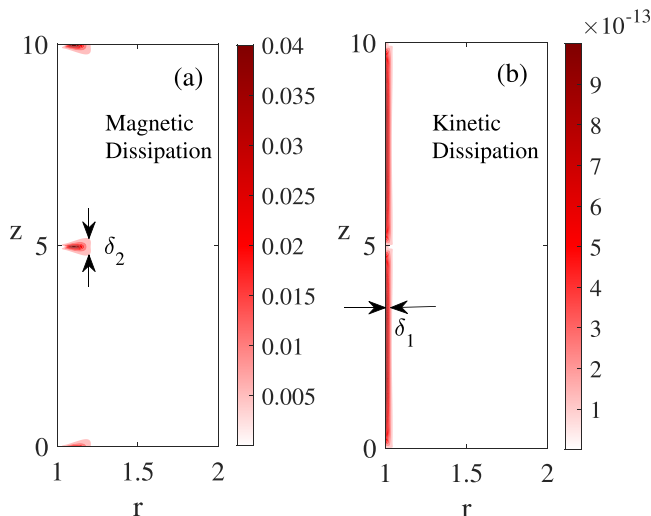 (a)
Magnetic
Dissipation
δ2
z
10
5
0
1
1.5
2
r
0.04
0.035
0.03
0.025
0.02
0.015
0.01
0.005
(b)
Kinetic
Dissipation
δ1
z
10
5
0
1
1.5
2
r
×10-13
9
8
7
6
5
4
3
2
1